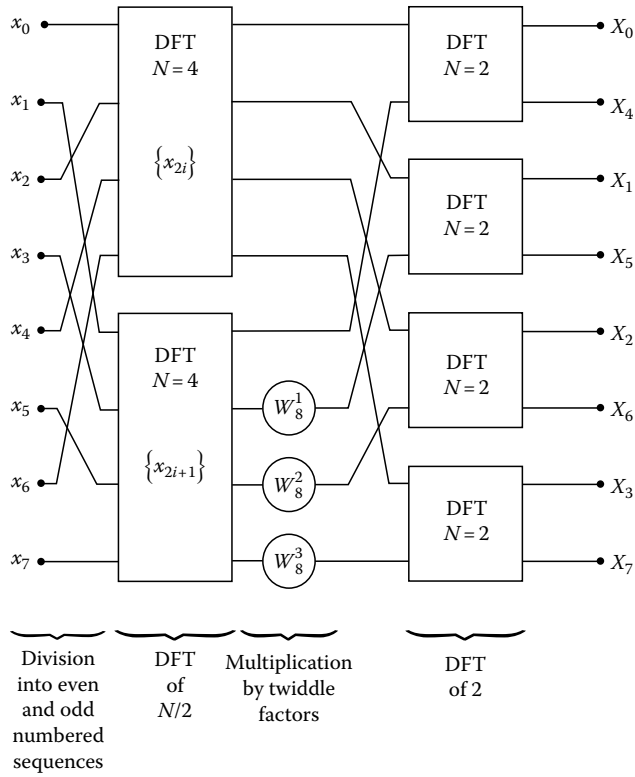 x₀
DFT
N = 4
DFT
N = 2
X₀
x₁
X₄
x₂
{x₂ᵢ}
DFT
N = 2
X₁
x₃
X₅
x₄
DFT
N = 4
DFT
N = 2
X₂
x₅
W₈¹
X₆
x₆
{x₂ᵢ₊₁}
W₈²
DFT
N = 2
X₃
x₇
W₈³
X₇
Division
into even
and odd
numbered
sequences
DFT
of
N/2
Multiplication
by twiddle
factors
DFT
of 2